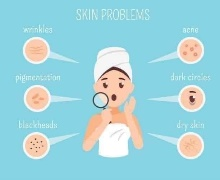 SKIN PROBLEMS
wrinkles
acne
pigmentation
dark circles
blackheads
dry skin